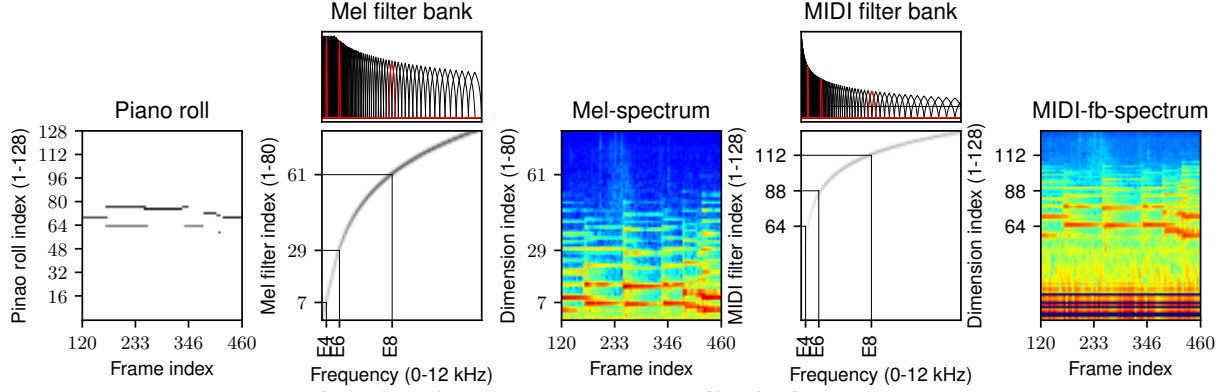 Mel filter bank
MIDI filter bank
Piano roll
Mel-spectrum
MIDI-fb-spectrum
Pinao roll index (1-128)
128
112
96
80
64
48
32
16
120
233
346
460
Frame index
Mel filter index (1-80)
61
29
7
E4
E6
E8
Frequency (0-12 kHz)
Dimension index (1-80)
61
29
7
120
233
346
460
Frame index
MIDI filter index (1-128)
112
88
64
E4
E6
E8
Frequency (0-12 kHz)
Dimension index (1-128)
112
88
64
120
233
346
460
Frame index